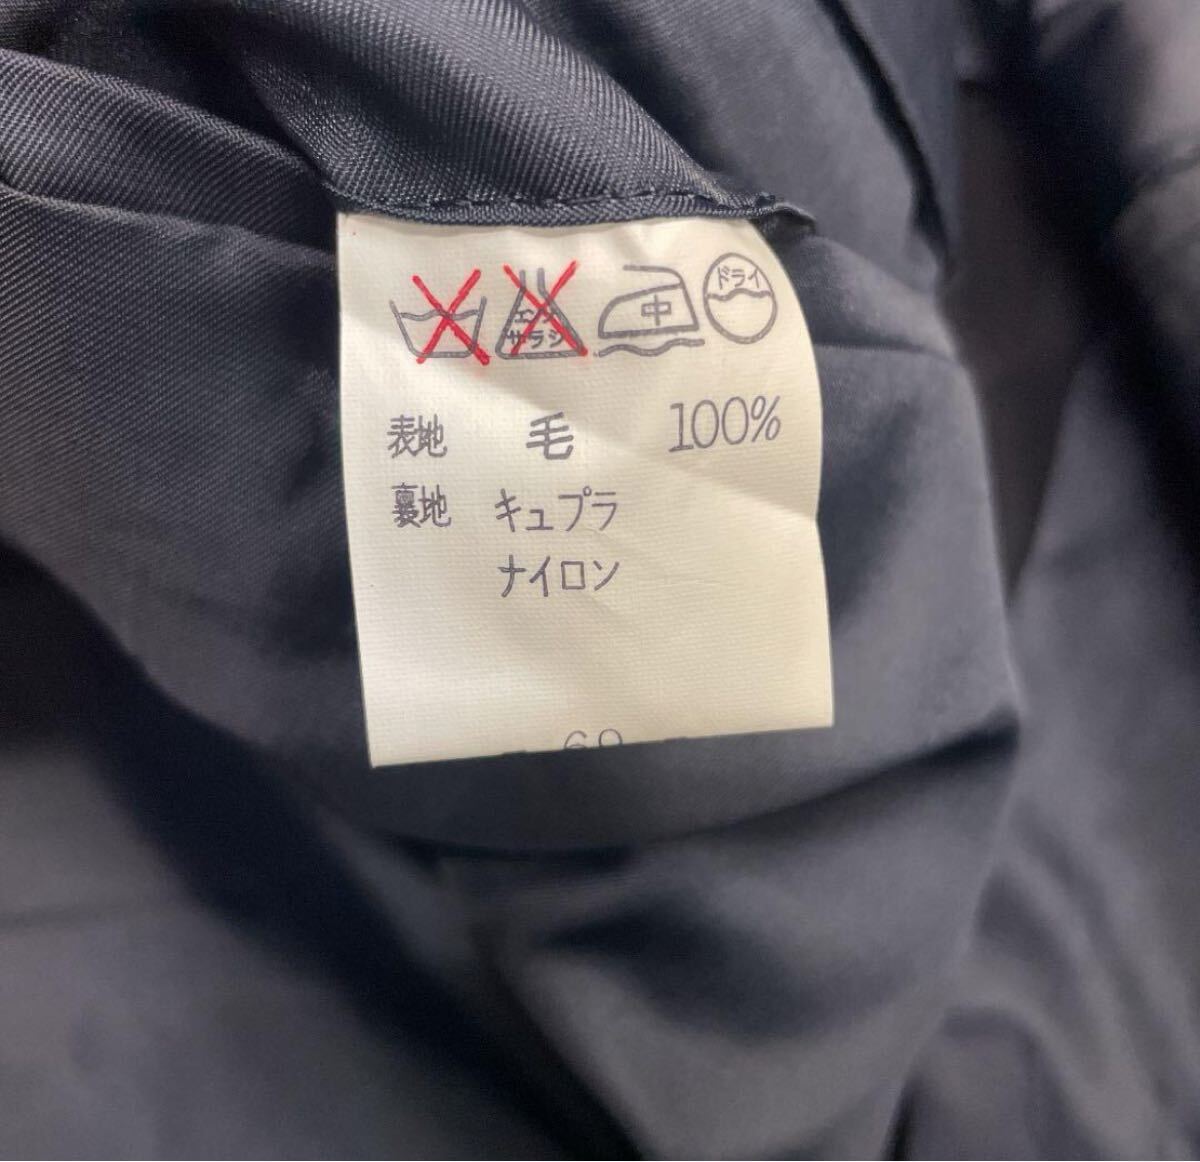 エンソ サラシ 中 ドライ
表地 毛 100%
裏地 キュプラ
ナイロン